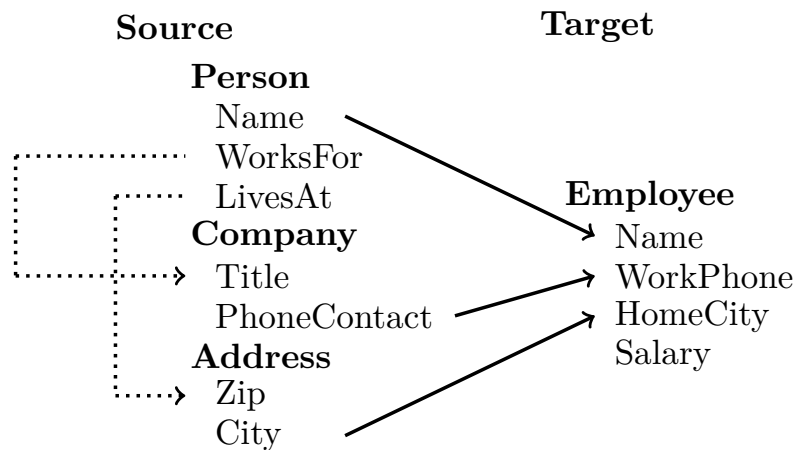 Source
Person
Name
WorksFor
LivesAt
Company
Title
PhoneContact
Address
Zip
City
Target
Employee
Name
WorkPhone
HomeCity
Salary